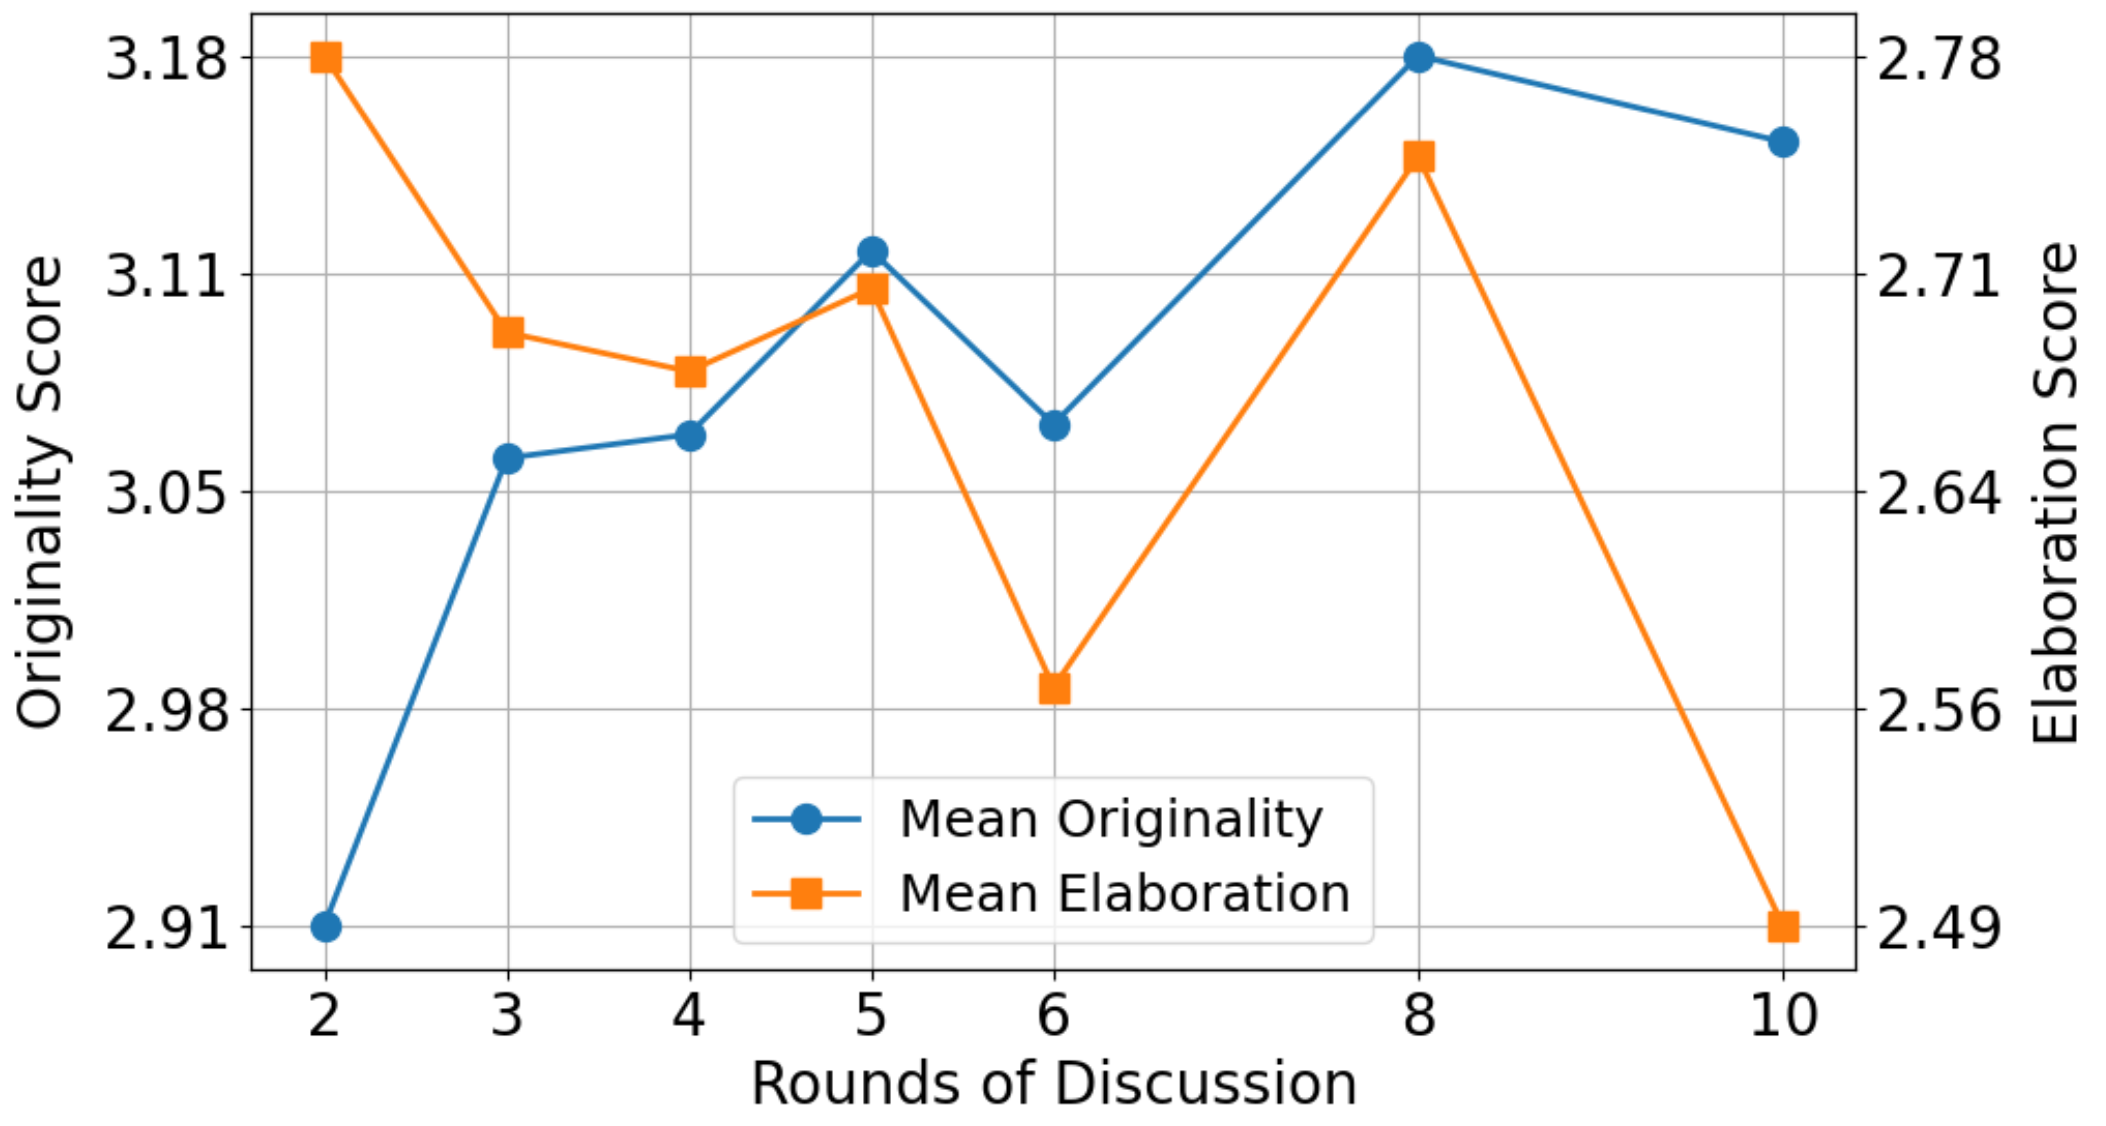 3.18
3.11
3.05
2.98
2.91
Originality Score
2.78
2.71
2.64
2.56
2.49
Elaboration Score
Mean Originality
Mean Elaboration
2 3 4 5 6 8 10
Rounds of Discussion